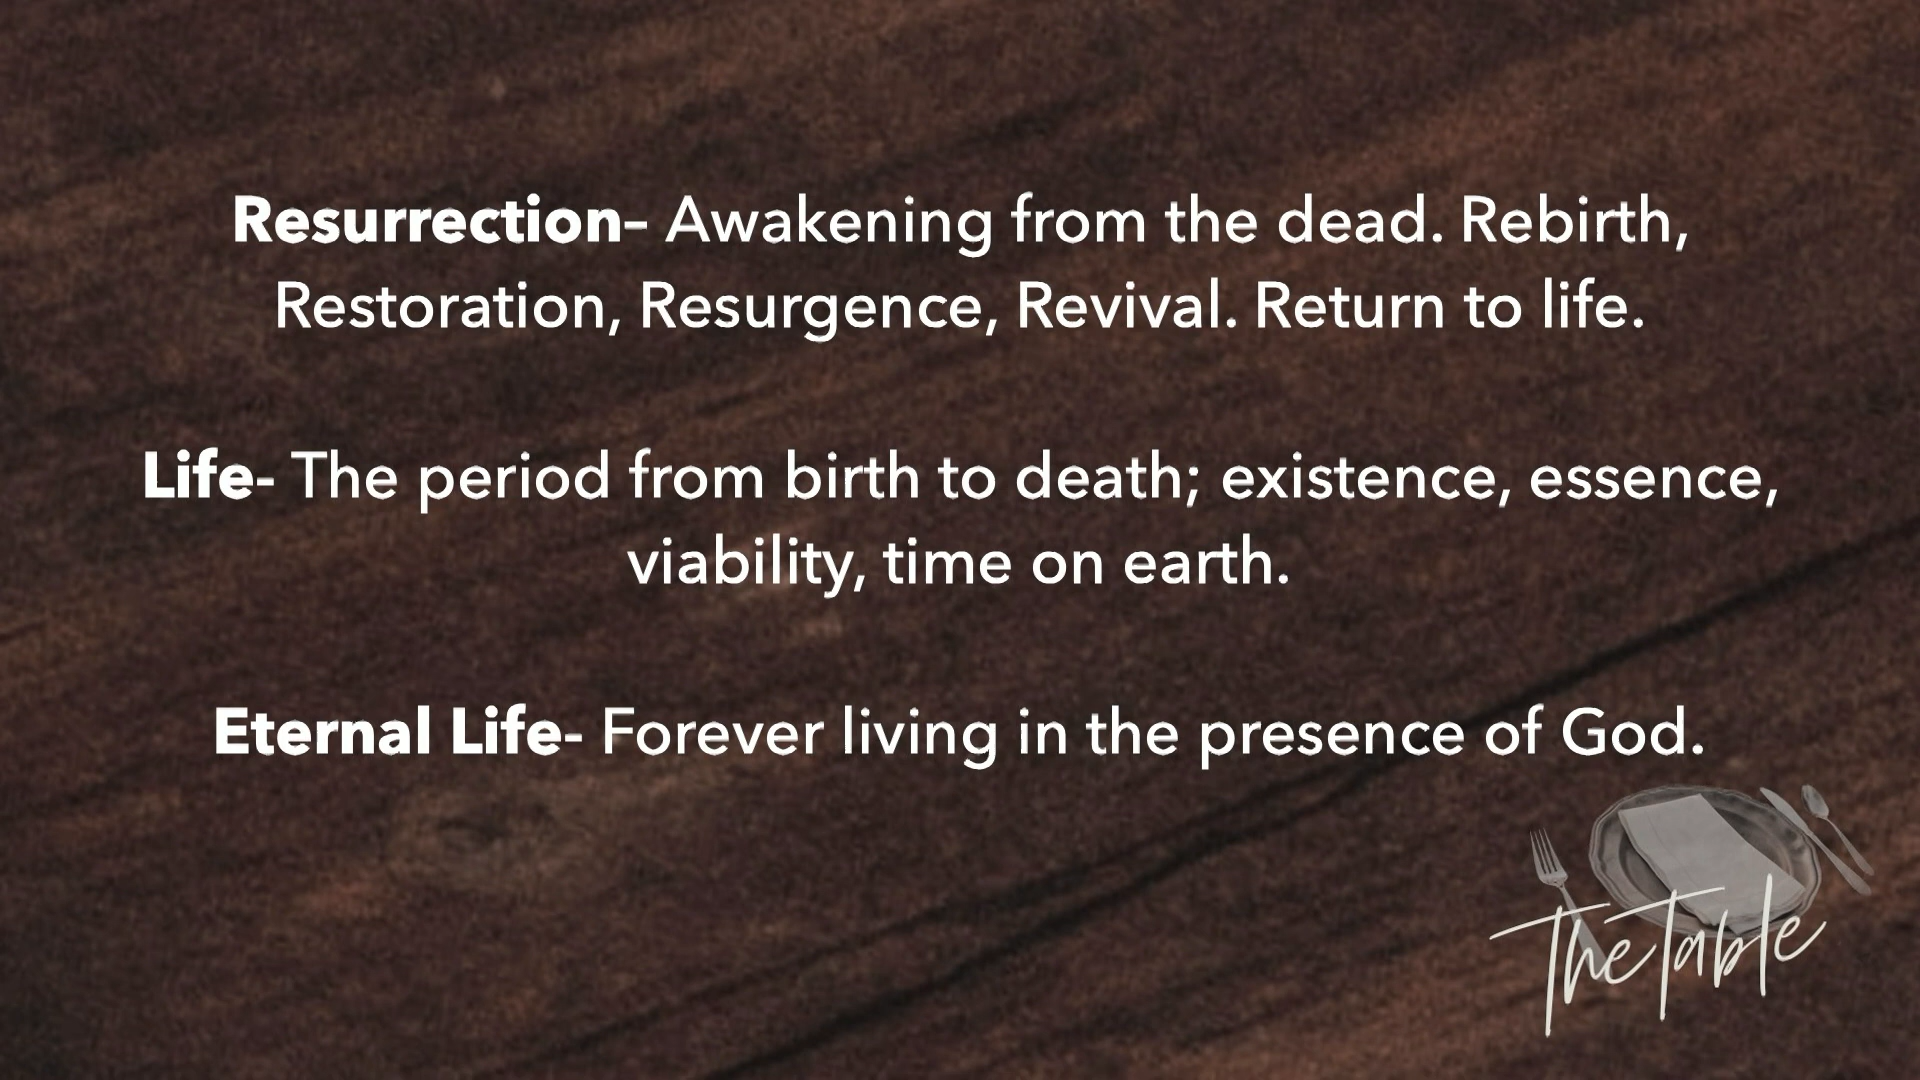 Resurrection– Awakening from the dead. Rebirth,
Restoration, Resurgence, Revival. Return to life.
Life- The period from birth to death; existence, essence,
viability, time on earth.
Eternal Life- Forever living in the presence of God.
The Table